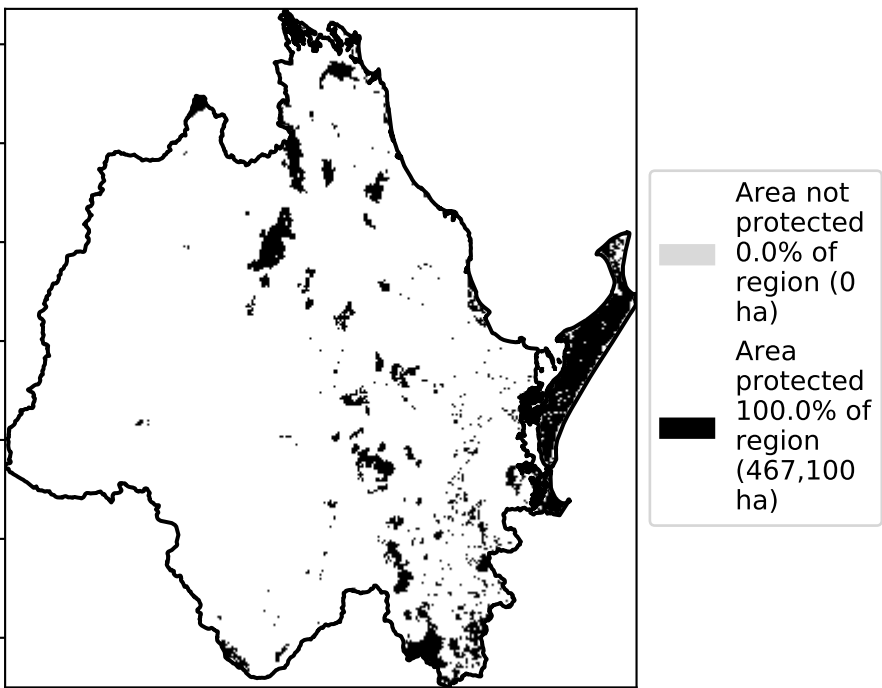 Area not
protected
0.0% of
region (0
ha)
Area
protected
100.0% of
region
(467,100
ha)